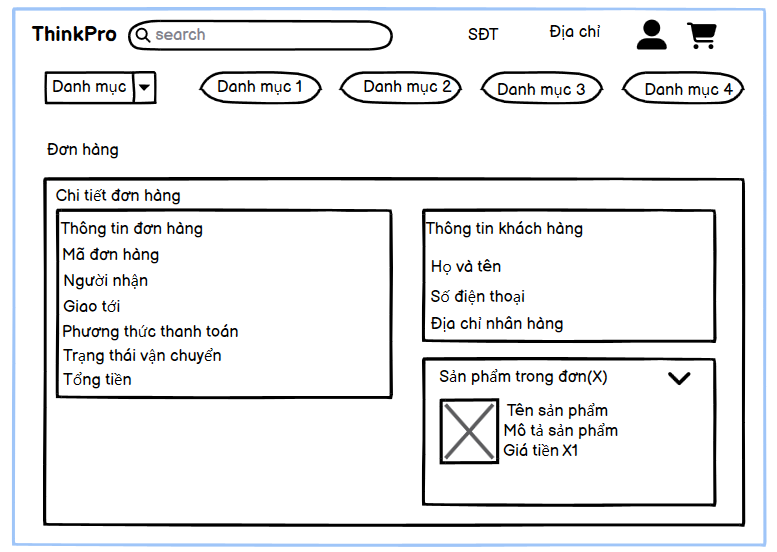 ThinkPro
search
SĐT
Địa chỉ
Danh mục
Danh mục 1
Danh mục 2
Danh mục 3
Danh mục 4
Đơn hàng
Chi tiết đơn hàng
Thông tin đơn hàng
Mã đơn hàng
Người nhận
Giao tới
Phương thức thanh toán
Trạng thái vận chuyển
Tổng tiền
Thông tin khách hàng
Họ và tên
Số điện thoại
Địa chỉ nhân hàng
Sản phẩm trong đơn(X)
Tên sản phẩm
Mô tả sản phẩm
Giá tiền X1